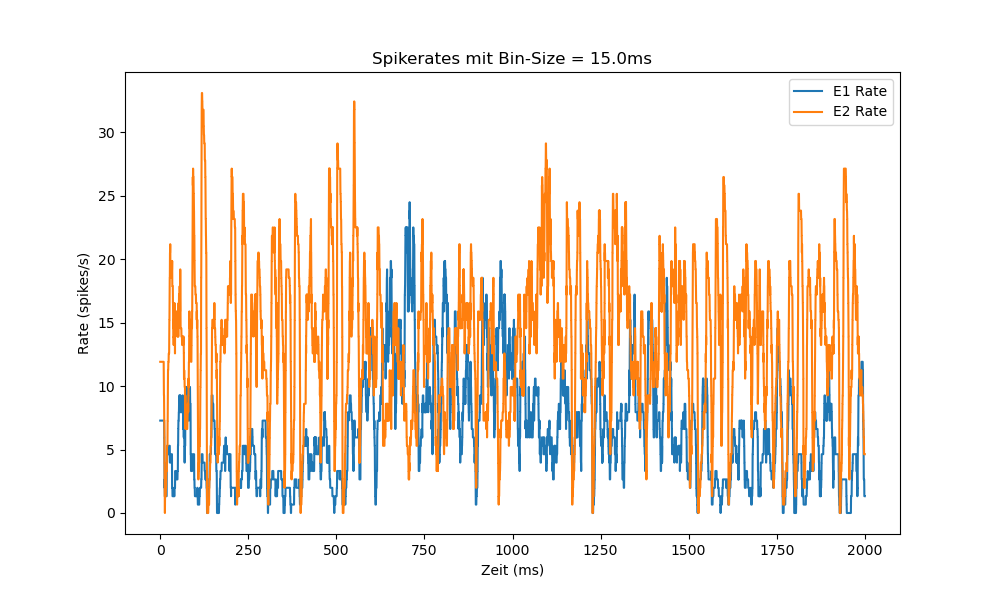 Spikerates mit Bin-Size = 15.0ms
E1 Rate
E2 Rate
Rate (spikes/s)
30
25
20
15
10
5
0
0 250 500 750 1000 1250 1500 1750 2000
Zeit (ms)